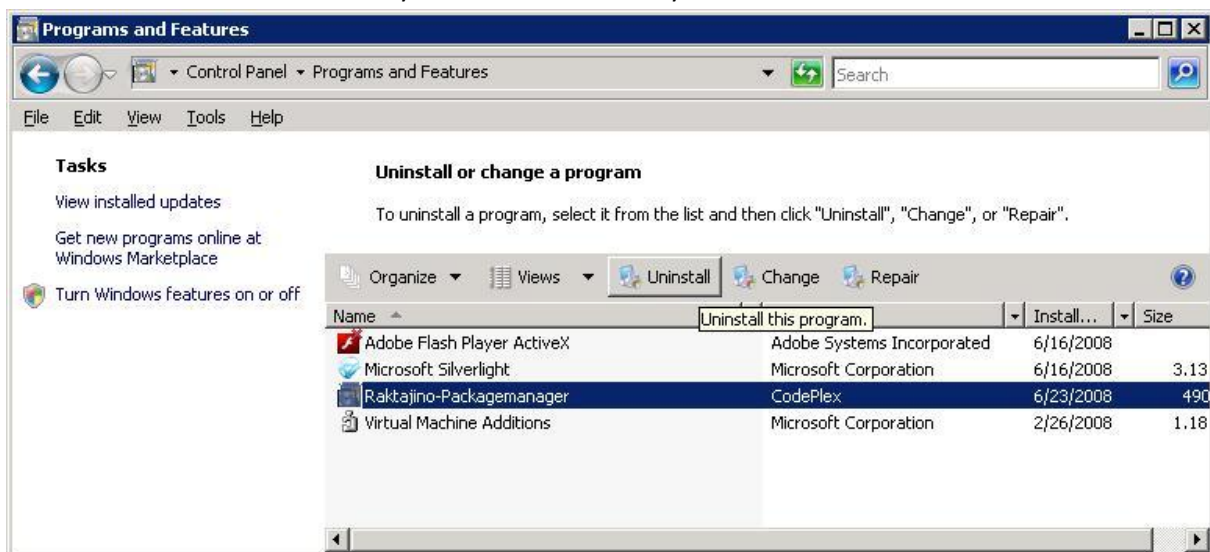 Programs and Features
Control Panel Programs and Features Search
File Edit View Tools Help
Tasks
View installed updates
Get new programs online at
Windows Marketplace
Turn Windows features on or off
Uninstall or change a program
To uninstall a program, select it from the list and then click "Uninstall", "Change", or "Repair".
Organize Views Uninstall Change Repair
Name Install... Size
Uninstall this program.
Adobe Flash Player ActiveX Adobe Systems Incorporated 6/16/2008
Microsoft Silverlight Microsoft Corporation 6/16/2008 3.13
Raktajino-Packagemanager CodePlex 6/23/2008 490
Virtual Machine Additions Microsoft Corporation 2/26/2008 1.18